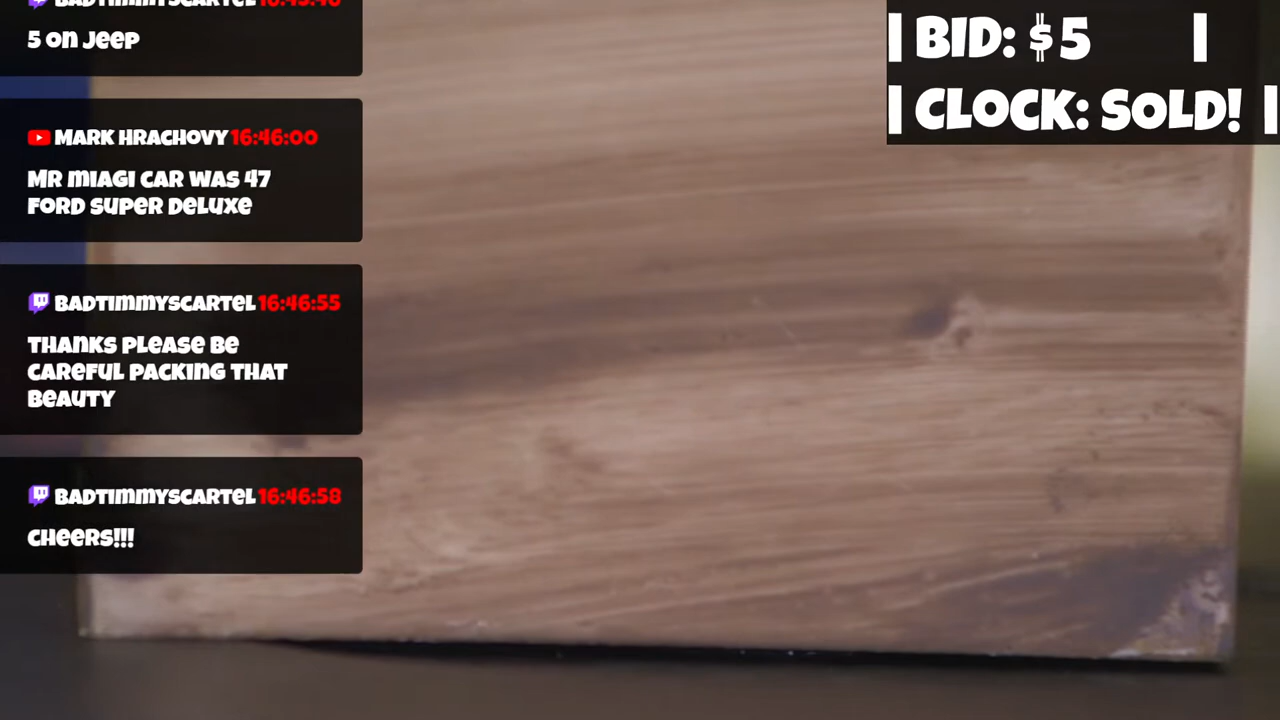 BADTIMMYSCARTEL
5 on Jeep
MARK HRACHOVY 16:46:00
MR MIAGI CAR WAS 47
FORD SUPER DELUXE
BADTIMMYSCARTEL 16:46:55
THANKS PLEASE BE
CAREFUL PACKING THAT
BEAUTY
BADTIMMYSCARTEL 16:46:58
CHEERS!!!
| BID: $5 |
| CLOCK: SOLD! |